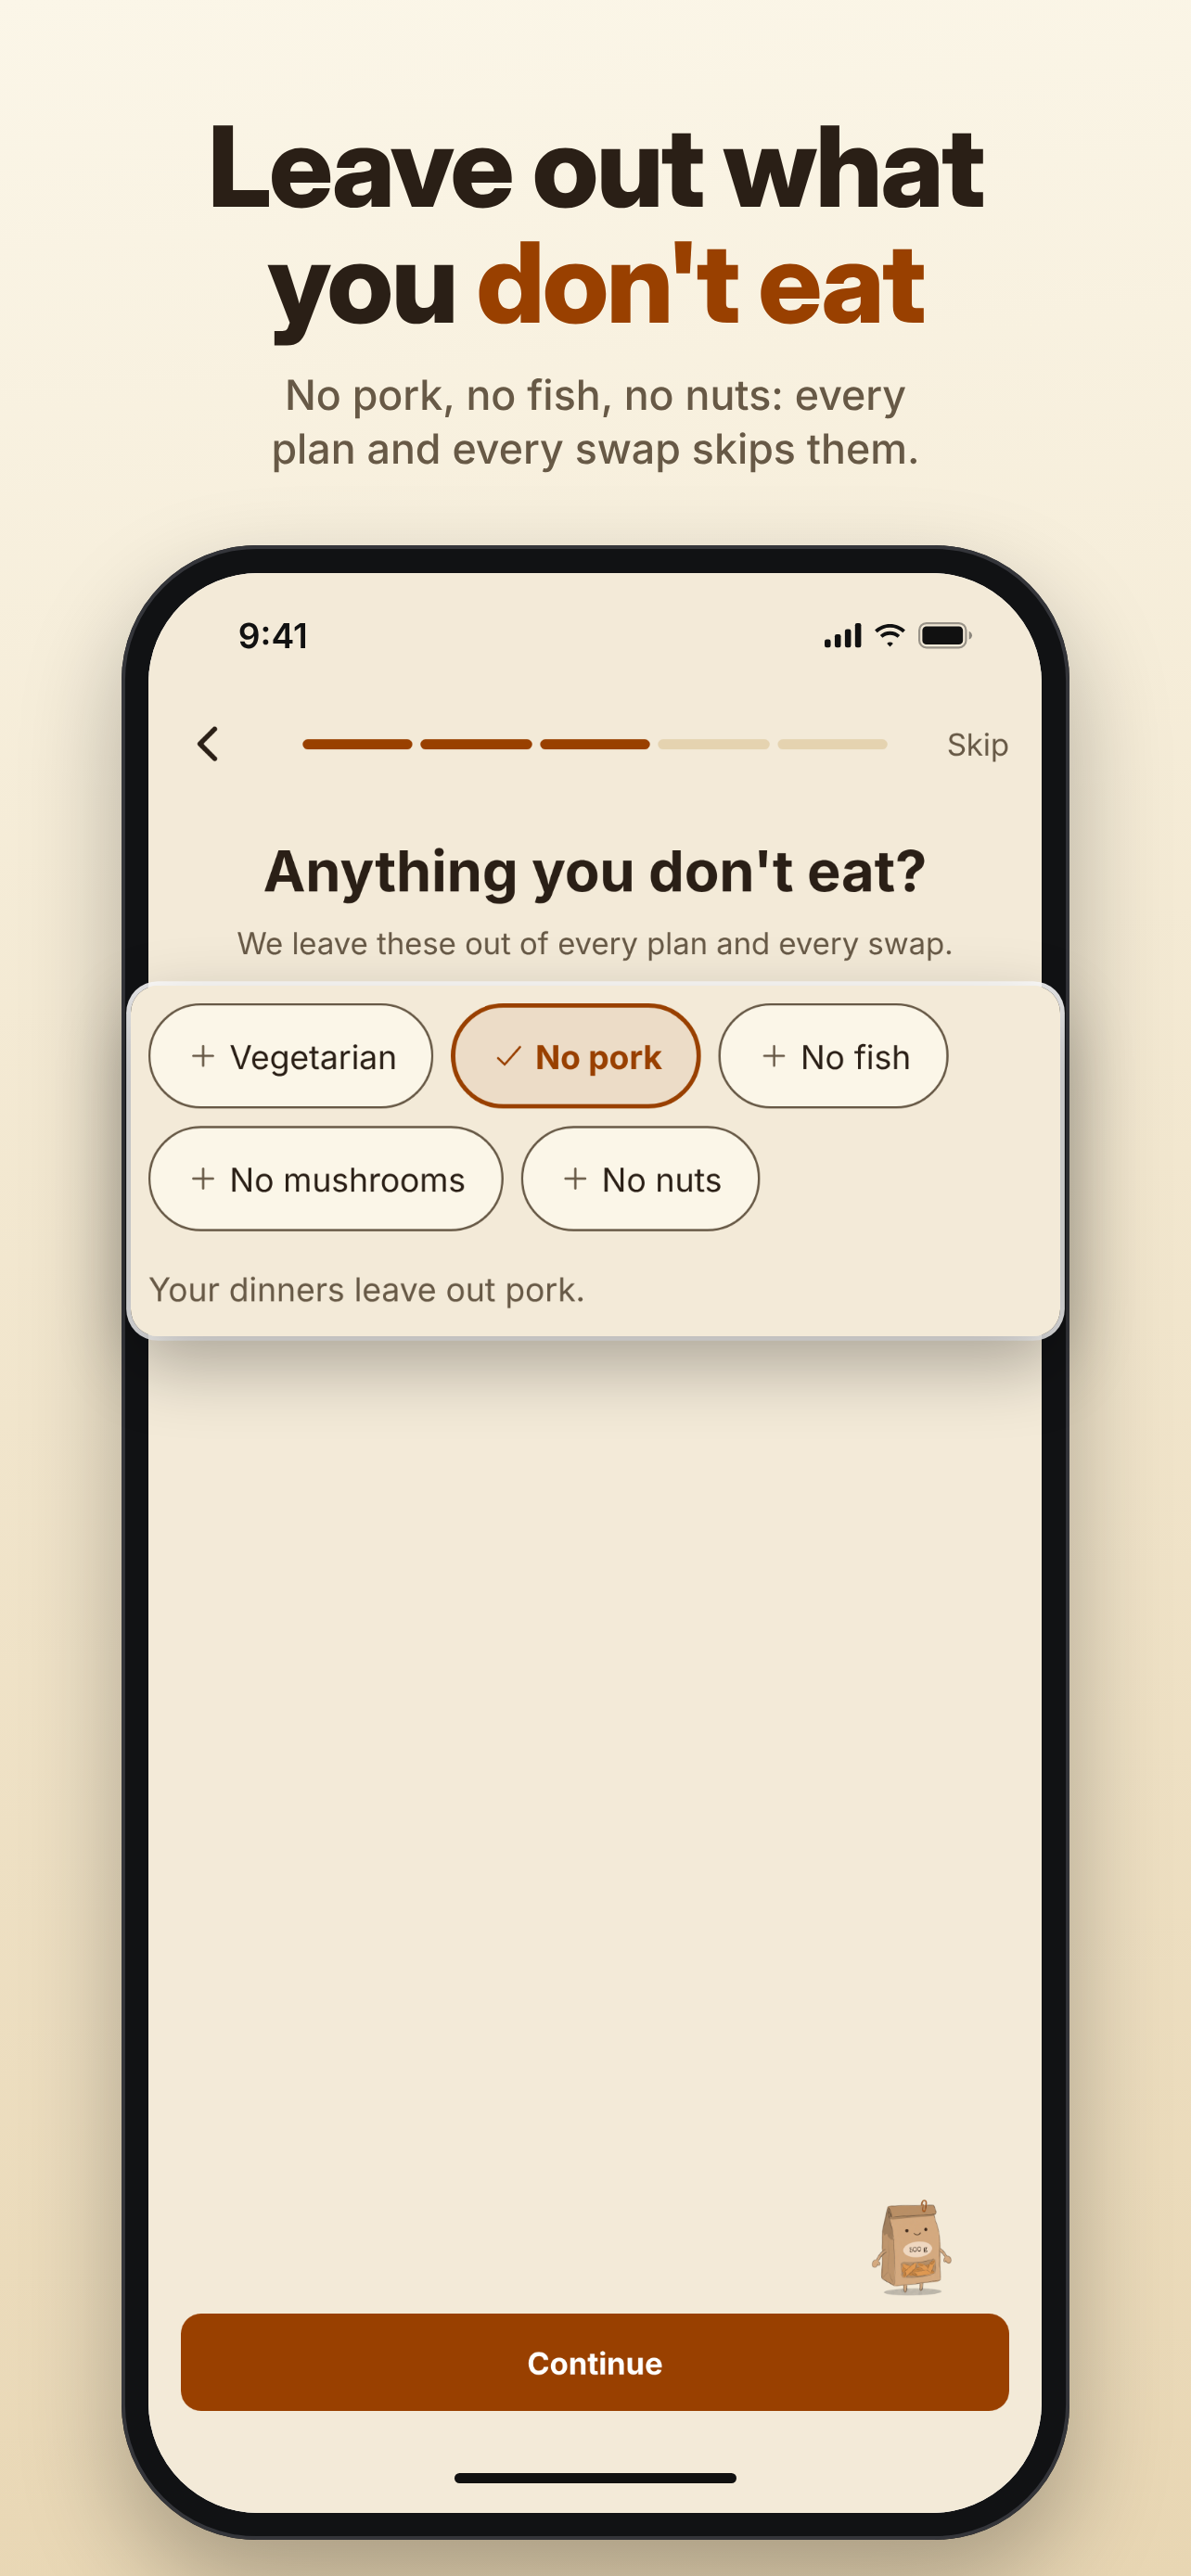 Leave out what
you don't eat
No pork, no fish, no nuts: every
plan and every swap skips them.
9:41
Skip
Anything you don't eat?
We leave these out of every plan and every swap.
+ Vegetarian
✓ No pork
+ No fish
+ No mushrooms
+ No nuts
Your dinners leave out pork.
Continue